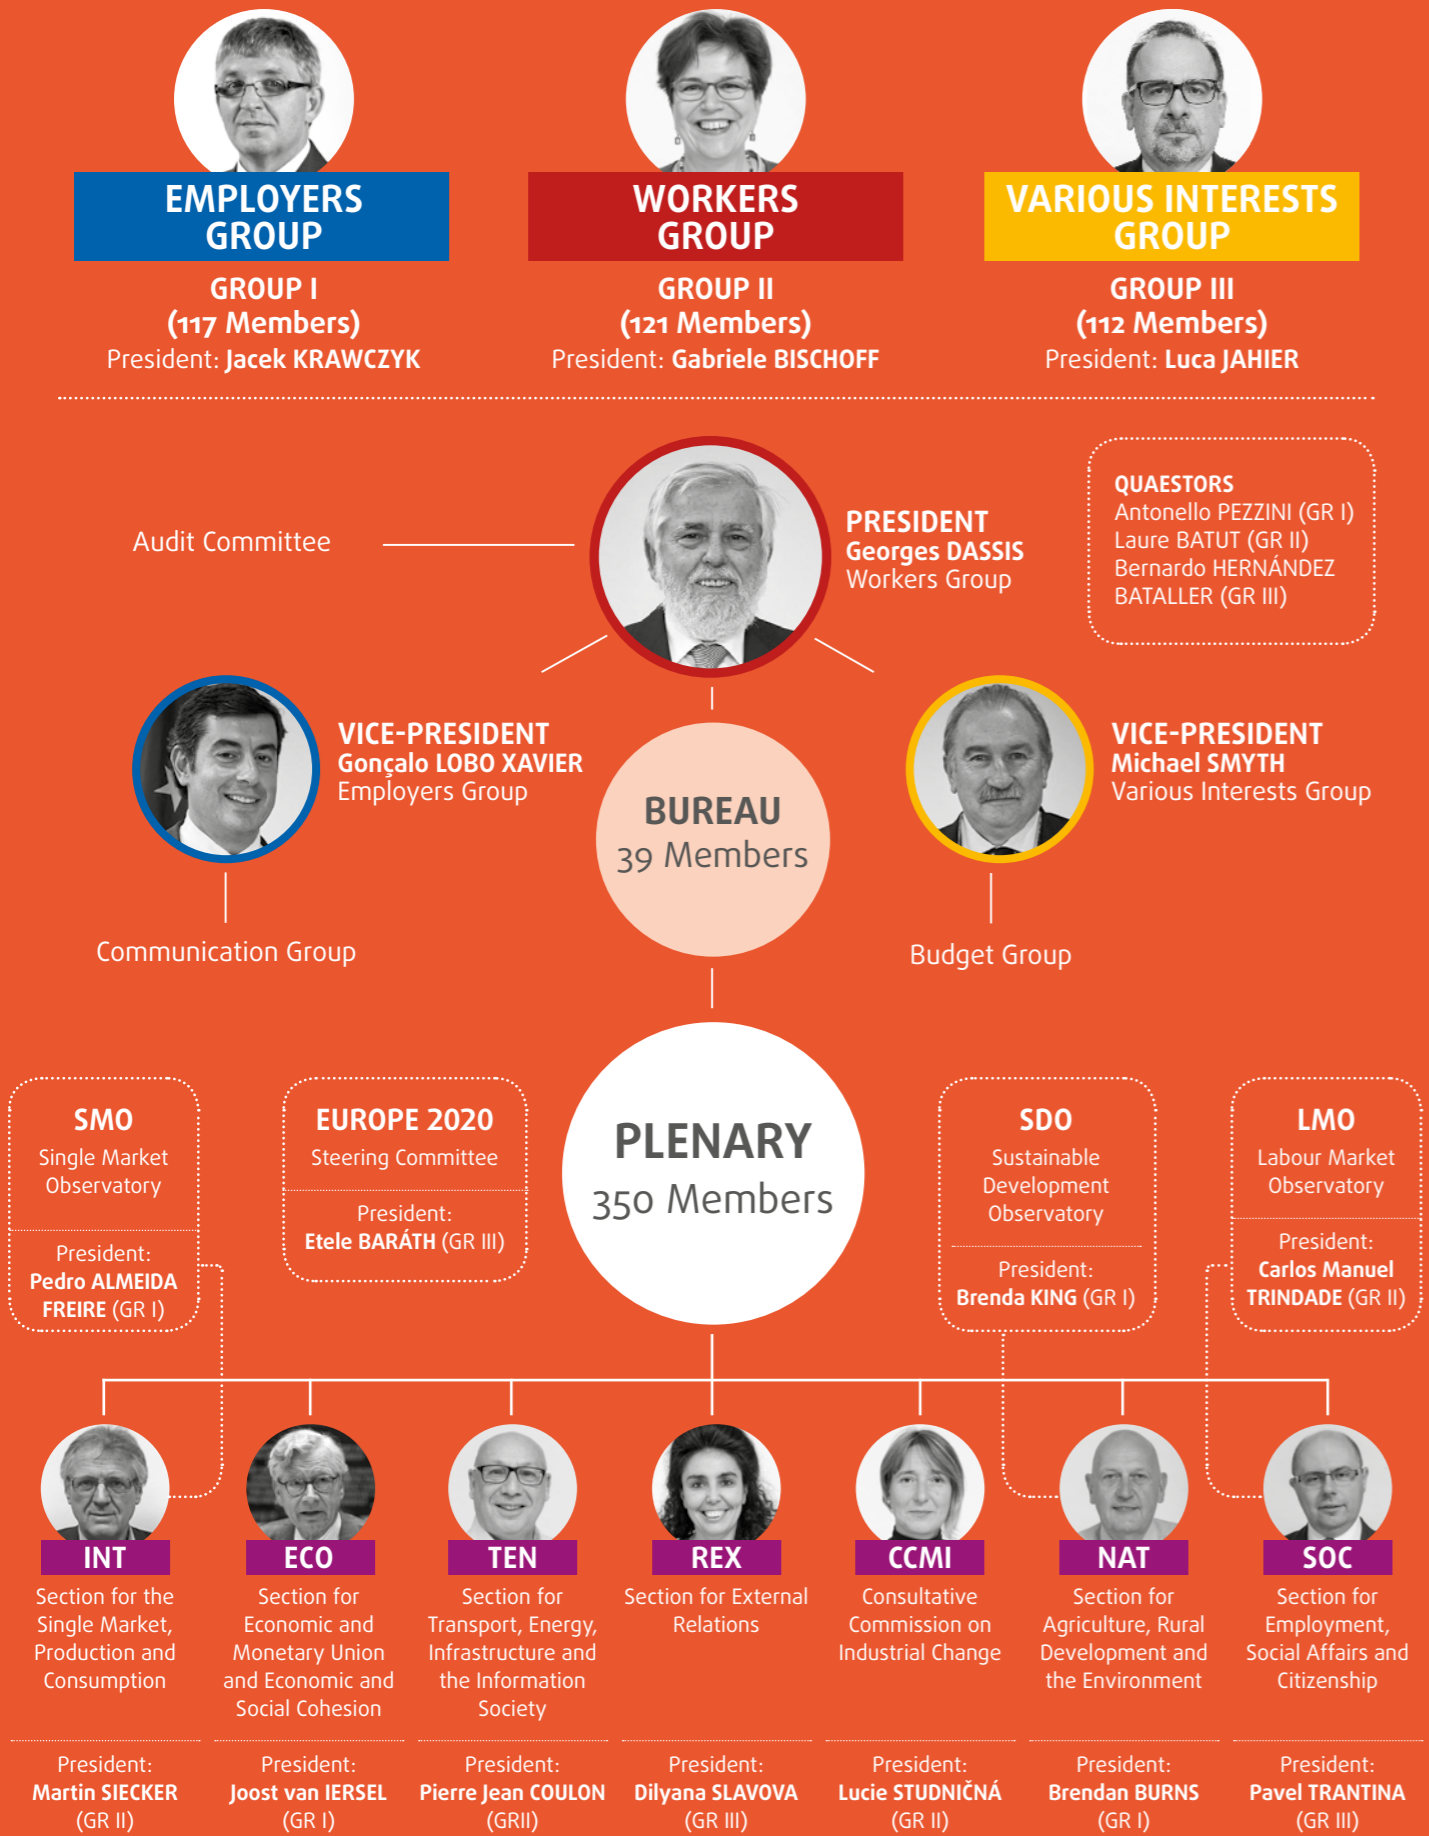 EMPLOYERS
GROUP
GROUP I
(117 Members)
President: Jacek KRAWCZYK
WORKERS
GROUP
GROUP II
(121 Members)
President: Gabriele BISCHOFF
VARIOUS INTERESTS
GROUP
GROUP III
(112 Members)
President: Luca JAHIER
Audit Committee
PRESIDENT
Georges DASSIS
Workers Group
QUAESTORS
Antonello PEZZINI (GR I)
Laure BATUT (GR II)
Bernardo HERNÁNDEZ
BATALLER (GR III)
VICE-PRESIDENT
Gonçalo LOBO XAVIER
Employers Group
BUREAU
39 Members
VICE-PRESIDENT
Michael SMYTH
Various Interests Group
Communication Group
Budget Group
SMO
Single Market
Observatory
President:
Pedro ALMEIDA
FREIRE (GR I)
EUROPE 2020
Steering Committee
President:
Etele BARÁTH (GR III)
PLENARY
350 Members
SDO
Sustainable
Development
Observatory
President:
Brenda KING (GR I)
LMO
Labour Market
Observatory
President:
Carlos Manuel
TRINDADE (GR II)
INT
Section for the
Single Market,
Production and
Consumption
President:
Martin SIECKER
(GR II)
ECO
Section for
Economic and
Monetary Union
and Economic and
Social Cohesion
President:
Joost van IERSEL
(GR I)
TEN
Section for
Transport, Energy,
Infrastructure and
the Information
Society
President:
Pierre Jean COULON
(GRII)
REX
Section for External
Relations
President:
Dilyana SLAVOVA
(GR III)
CCMI
Consultative
Commission on
Industrial Change
President:
Lucie STUDNIČNÁ
(GR II)
NAT
Section for
Agriculture, Rural
Development and
the Environment
President:
Brendan BURNS
(GR I)
SOC
Section for
Employment,
Social Affairs and
Citizenship
President:
Pavel TRANTINA
(GR III)